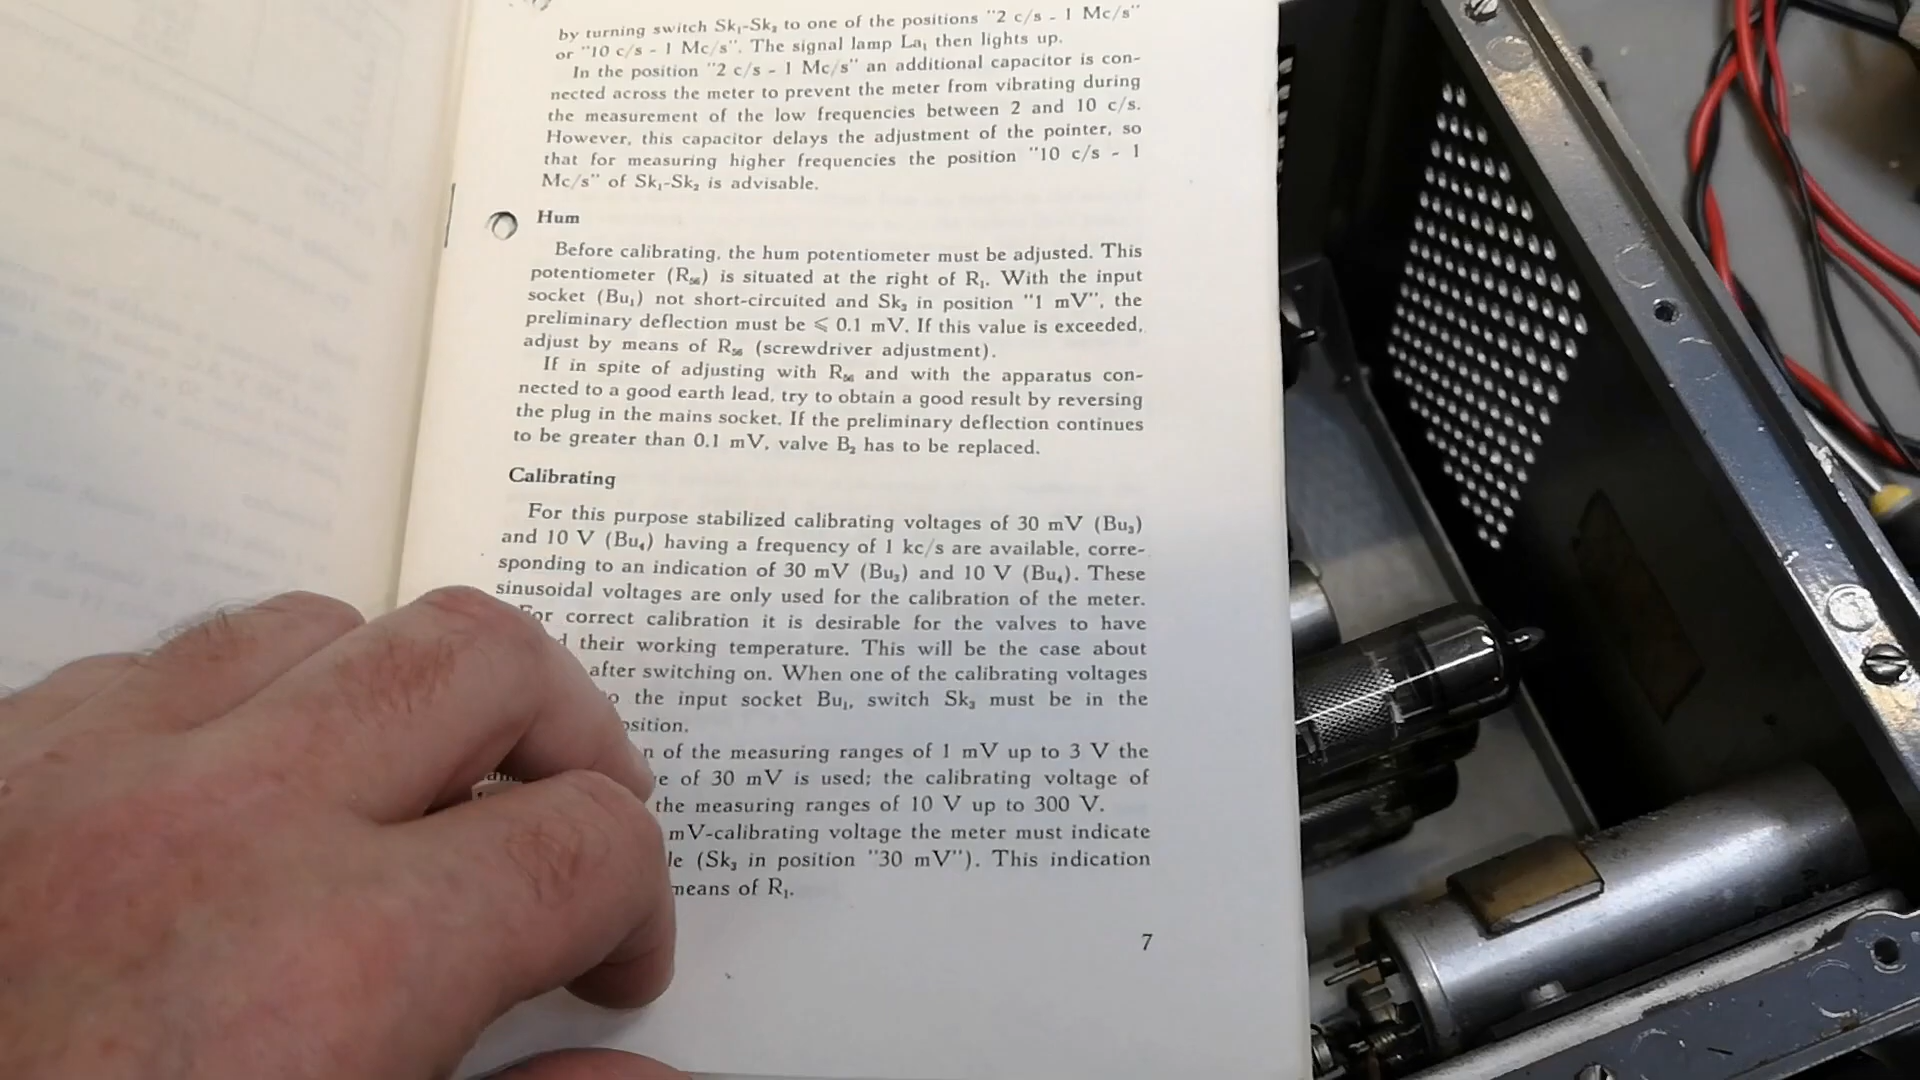 by turning switch Sk₁-Sk₂ to one of the positions "2 c/s - 1 Mc/s"
or "10 c/s - 1 Mc/s". The signal lamp La₁ then lights up.
In the position "2 c/s - 1 Mc/s" an additional capacitor is con-
nected across the meter to prevent the meter from vibrating during
the measurement of the low frequencies between 2 and 10 c/s.
However, this capacitor delays the adjustment of the pointer, so
that for measuring higher frequencies the position "10 c/s - 1
Mc/s" of Sk₁-Sk₂ is advisable.
Hum
Before calibrating, the hum potentiometer must be adjusted. This
potentiometer (R₅₆) is situated at the right of R₁. With the input
socket (Bu₁) not short-circuited and Sk₃ in position "1 mV", the
preliminary deflection must be ⩽ 0.1 mV. If this value is exceeded,
adjust by means of R₅₆ (screwdriver adjustment).
If in spite of adjusting with R₅₆ and with the apparatus con-
nected to a good earth lead, try to obtain a good result by reversing
the plug in the mains socket. If the preliminary deflection continues
to be greater than 0.1 mV, valve B₂ has to be replaced.
Calibrating
For this purpose stabilized calibrating voltages of 30 mV (Bu₃)
and 10 V (Bu₄) having a frequency of 1 kc/s are available, corre-
sponding to an indication of 30 mV (Bu₃) and 10 V (Bu₄). These
sinusoidal voltages are only used for the calibration of the meter.
For correct calibration it is desirable for the valves to have
their working temperature. This will be the case about
after switching on. When one of the calibrating voltages
the input socket Bu₁, switch Sk₃ must be in the
of the measuring ranges of 1 mV up to 3 V the
of 30 mV is used; the calibrating voltage of
the measuring ranges of 10 V up to 300 V.
mV-calibrating voltage the meter must indicate
(Sk₃ in position "30 mV"). This indication
means of R₁.
7